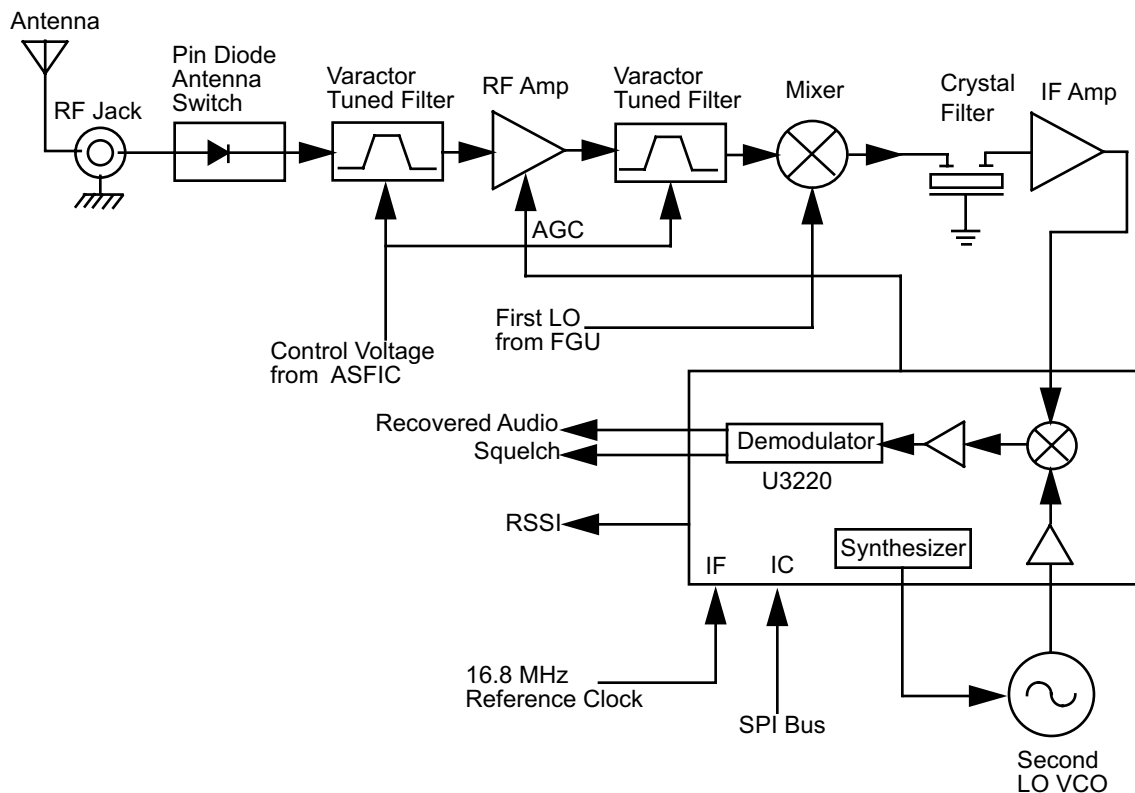 Antenna
RF Jack
Pin Diode
Antenna
Switch
Varactor
Tuned Filter
RF Amp
Varactor
Tuned Filter
Mixer
Crystal
Filter
IF Amp
AGC
First LO
from FGU
Control Voltage
from ASFIC
Recovered Audio
Squelch
Demodulator
U3220
RSSI
Synthesizer
IF IC
16.8 MHz
Reference Clock
SPI Bus
Second
LO VCO